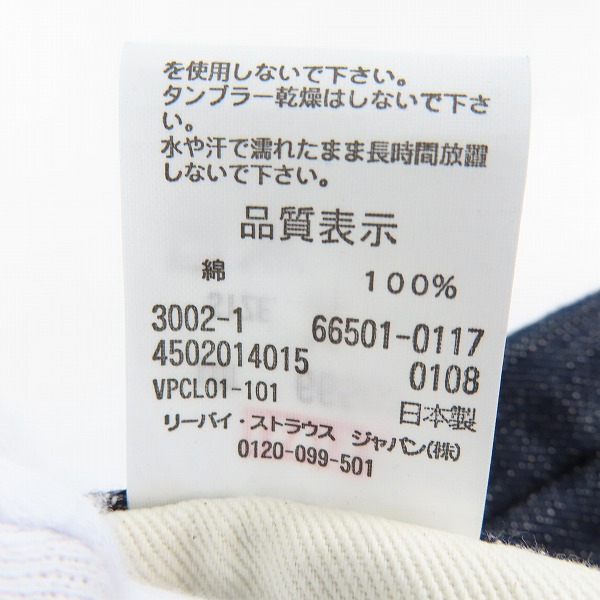 を使用しないで下さい。
タンブラー乾燥はしないで下さ
い。
水や汗で濡れたまま長時間放置
しないで下さい。
品質表示
綿 100%
3002-1 66501-0117
4502014015 0108
VPCL01-101 日本製
リーバイ・ストラウス ジャパン(株)
0120-099-501